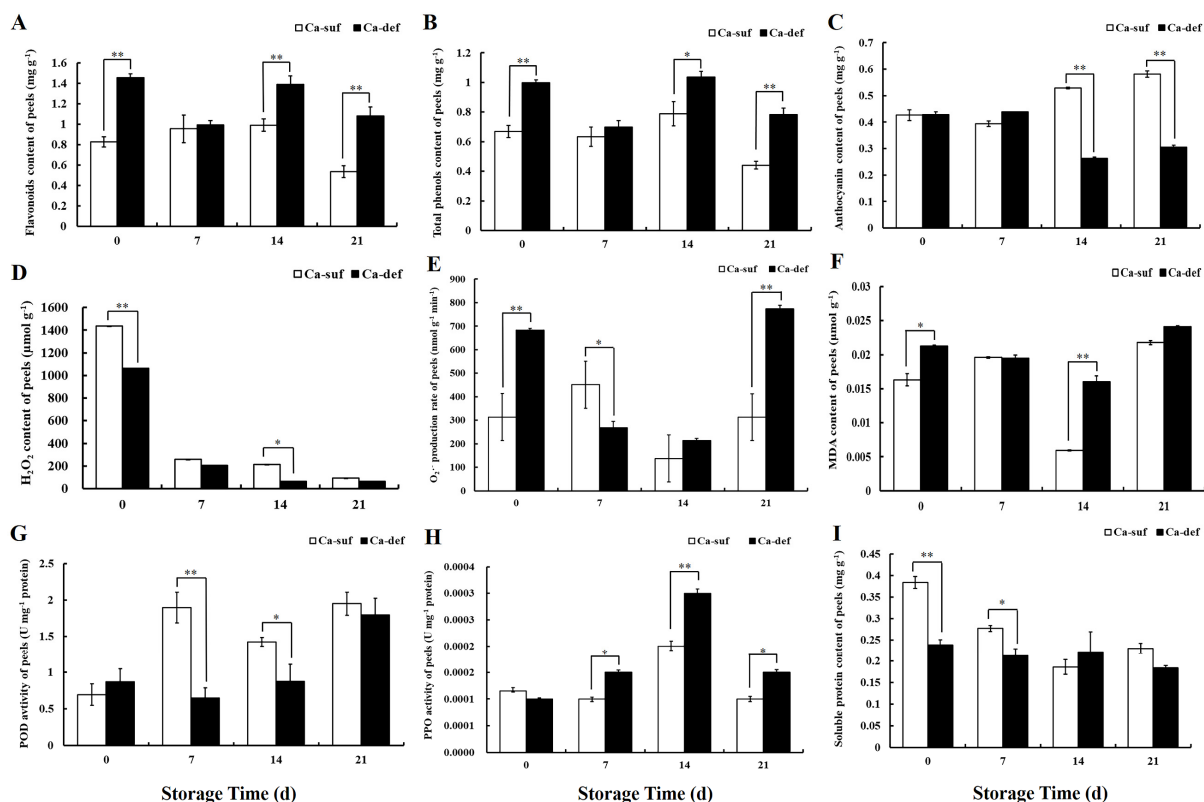 A
Ca-suf Ca-def
Flavonoids content of peels (mg g-1)
1.6
1.4
1.2
1
0.8
0.6
0.4
0.2
0
** ** **
0 7 14 21
B
Ca-suf Ca-def
Total phenols content of peels (mg g-1)
1.2
1
0.8
0.6
0.4
0.2
0
** * **
0 7 14 21
C
Ca-suf Ca-def
Anthocyanin content of peels (mg g-1)
0.7
0.6
0.5
0.4
0.3
0.2
0.1
0
** **
0 7 14 21
D
Ca-suf Ca-def
H2O2 content of peels (μmol g-1)
1600
1400
1200
1000
800
600
400
200
0
** *
0 7 14 21
E
Ca-suf Ca-def
O2·- production rate of peels (nmol g-1 min-1)
900
800
700
600
500
400
300
200
100
0
** * **
0 7 14 21
F
Ca-suf Ca-def
MDA content of peels (μmol g-1)
0.03
0.025
0.02
0.015
0.01
0.005
0
* **
0 7 14 21
G
Ca-suf Ca-def
POD avtivity of peels (U mg-1 protein)
2.5
2
1.5
1
0.5
0
** *
0 7 14 21
Storage Time (d)
H
Ca-suf Ca-def
PPO activity of peels (U mg-1 protein)
0.0004
0.0003
0.0003
0.0002
0.0002
0.0001
0.0001
0.0000
* ** *
0 7 14 21
Storage Time (d)
I
Ca-suf Ca-def
Soluble protein content of peels (mg g-1)
0.45
0.4
0.35
0.3
0.25
0.2
0.15
0.1
0.05
0
** *
0 7 14 21
Storage Time (d)